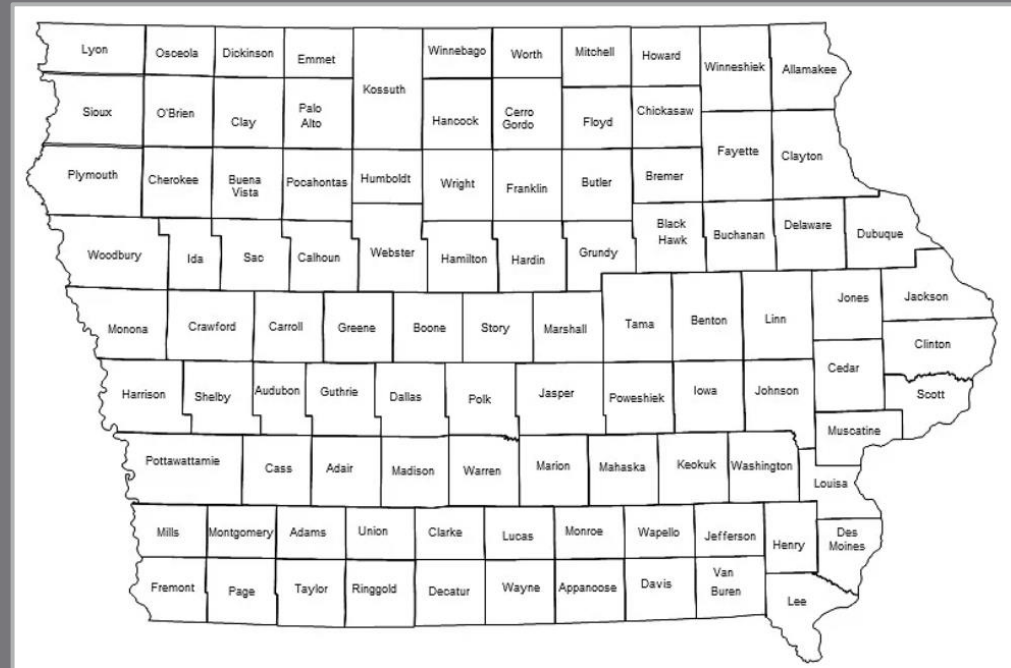 Lyon
Osceola
Dickinson
Emmet
Kossuth
Winnebago
Worth
Mitchell
Howard
Winneshiek
Allamakee
Sioux
O'Brien
Clay
Palo
Alto
Hancock
Cerro
Gordo
Floyd
Chickasaw
Fayette
Clayton
Plymouth
Cherokee
Buena
Vista
Pocahontas
Humboldt
Wright
Franklin
Butler
Bremer
Woodbury
Ida
Sac
Calhoun
Webster
Hamilton
Hardin
Grundy
Black
Hawk
Buchanan
Delaware
Dubuque
Monona
Crawford
Carroll
Greene
Boone
Story
Marshall
Tama
Benton
Linn
Jones
Jackson
Clinton
Harrison
Shelby
Audubon
Guthrie
Dallas
Polk
Jasper
Poweshiek
Iowa
Johnson
Cedar
Scott
Muscatine
Pottawattamie
Cass
Adair
Madison
Warren
Marion
Mahaska
Keokuk
Washington
Louisa
Mills
Montgomery
Adams
Union
Clarke
Lucas
Monroe
Wapello
Jefferson
Henry
Des
Moines
Fremont
Page
Taylor
Ringgold
Decatur
Wayne
Appanoose
Davis
Van
Buren
Lee